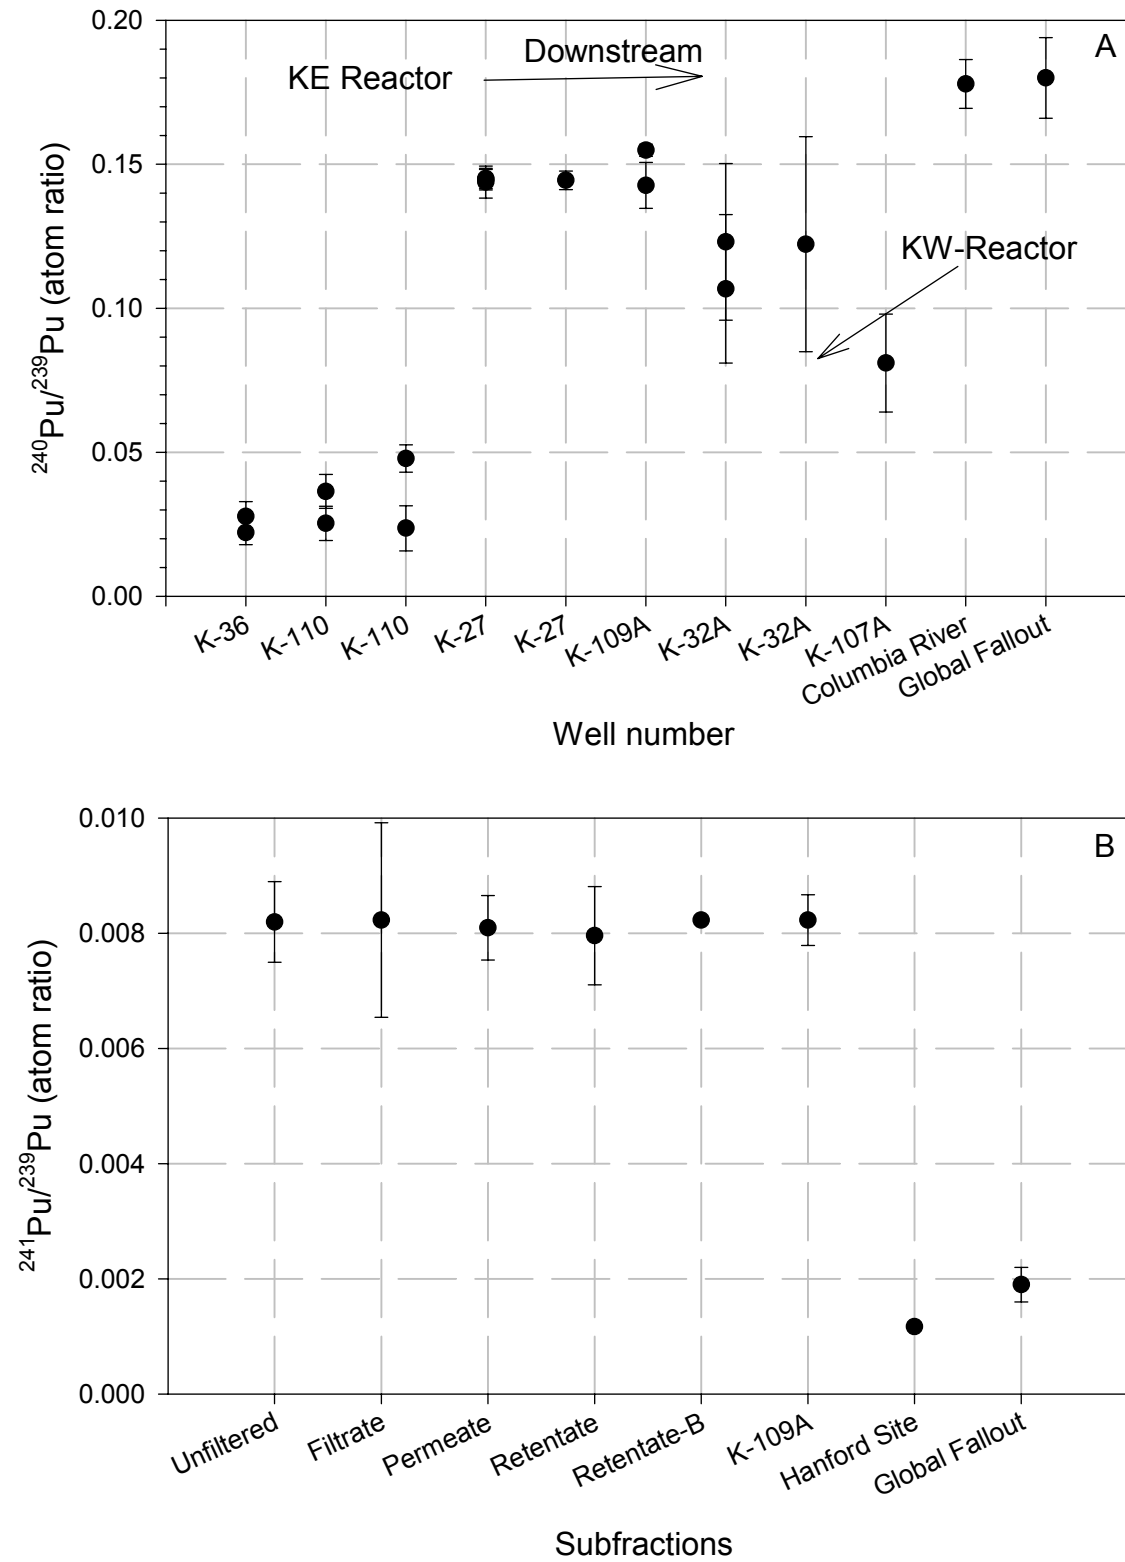 A
Downstream
KE Reactor
KW-Reactor
0.20
0.15
0.10
0.05
0.00
240Pu/239Pu (atom ratio)
K-36
K-110
K-110
K-27
K-27
K-109A
K-32A
K-32A
K-107A
Columbia River
Global Fallout
Well number
B
0.010
0.008
0.006
0.004
0.002
0.000
241Pu/239Pu (atom ratio)
Unfiltered
Filtrate
Permeate
Retentate
Retentate-B
K-109A
Hanford Site
Global Fallout
Subfractions